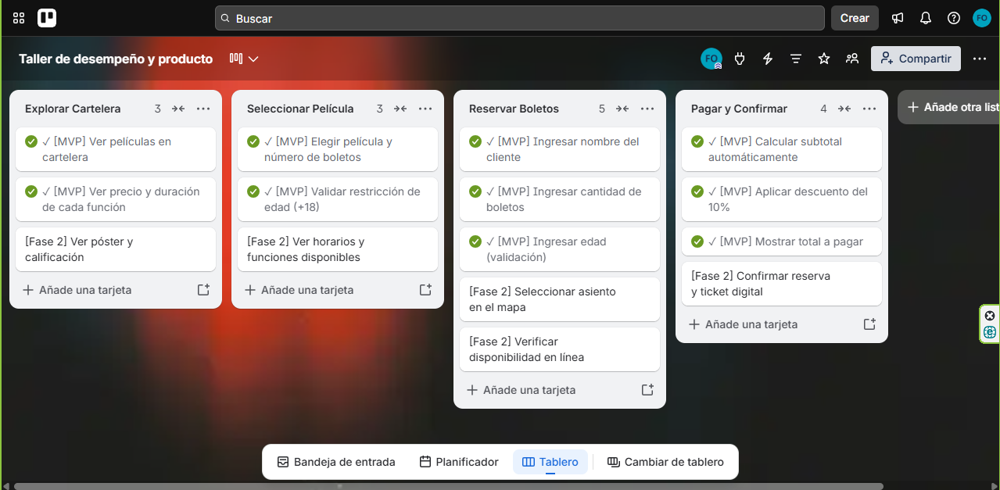 Buscar
Crear
FO
Taller de desempeño y producto
FO
Compartir
Explorar Cartelera 3
✓ [MVP] Ver películas en
cartelera
✓ [MVP] Ver precio y duración
de cada función
[Fase 2] Ver póster y
calificación
Añade una tarjeta
Seleccionar Película 3
✓ [MVP] Elegir película y
número de boletos
✓ [MVP] Validar restricción de
edad (+18)
[Fase 2] Ver horarios y
funciones disponibles
Añade una tarjeta
Reservar Boletos 5
✓ [MVP] Ingresar nombre del
cliente
✓ [MVP] Ingresar cantidad de
boletos
✓ [MVP] Ingresar edad
(validación)
[Fase 2] Seleccionar asiento
en el mapa
[Fase 2] Verificar
disponibilidad en línea
Añade una tarjeta
Pagar y Confirmar 4
✓ [MVP] Calcular subtotal
automáticamente
✓ [MVP] Aplicar descuento del
10%
✓ [MVP] Mostrar total a pagar
[Fase 2] Confirmar reserva
y ticket digital
Añade una tarjeta
Añade otra list
Bandeja de entrada
Planificador
Tablero
Cambiar de tablero